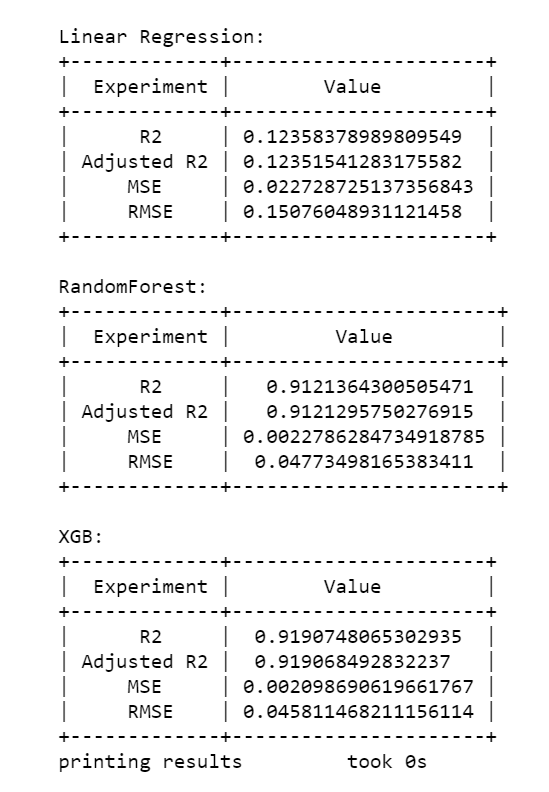 Linear Regression:
+-------------+----------------------+
| Experiment | Value |
+-------------+----------------------+
| R2 | 0.12358378989809549 |
| Adjusted R2 | 0.12351541283175582 |
| MSE | 0.022728725137356843 |
| RMSE | 0.15076048931121458 |
+-------------+----------------------+
RandomForest:
+-------------+-----------------------+
| Experiment | Value |
+-------------+-----------------------+
| R2 | 0.9121364300505471 |
| Adjusted R2 | 0.9121295750276915 |
| MSE | 0.0022786284734918785 |
| RMSE | 0.04773498165383411 |
+-------------+-----------------------+
XGB:
+-------------+----------------------+
| Experiment | Value |
+-------------+----------------------+
| R2 | 0.9190748065302935 |
| Adjusted R2 | 0.919068492832237 |
| MSE | 0.002098690619661767 |
| RMSE | 0.045811468211156114 |
+-------------+----------------------+
printing results took 0s